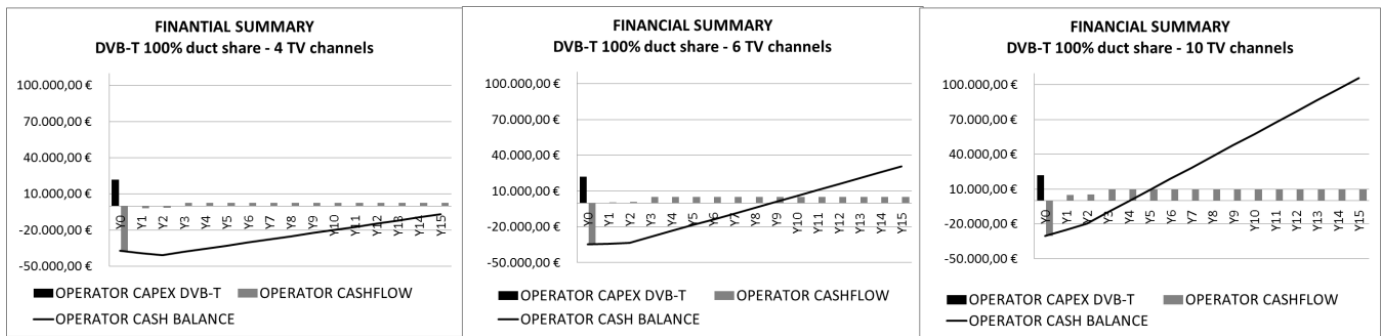 FINANTIAL SUMMARY
DVB-T 100% duct share - 4 TV channels
100.000,00 €
70.000,00 €
40.000,00 €
10.000,00 €
-20.000,00 €
-50.000,00 €
Y0
Y1
Y2
Y3
Y4
Y5
Y6
Y7
Y8
Y9
Y10
Y11
Y12
Y13
Y14
Y15
OPERATOR CAPEX DVB-T OPERATOR CASHFLOW
OPERATOR CASH BALANCE
FINANCIAL SUMMARY
DVB-T 100% duct share - 6 TV channels
100.000,00 €
70.000,00 €
40.000,00 €
10.000,00 €
-20.000,00 €
-50.000,00 €
Y0
Y1
Y2
Y3
Y4
Y5
Y6
Y7
Y8
Y9
Y10
Y11
Y12
Y13
Y14
Y15
OPERATOR CAPEX DVB-T OPERATOR CASHFLOW
OPERATOR CASH BALANCE
FINANCIAL SUMMARY
DVB-T 100% duct share - 10 TV channels
100.000,00 €
70.000,00 €
40.000,00 €
10.000,00 €
-20.000,00 €
-50.000,00 €
Y0
Y1
Y2
Y3
Y4
Y5
Y6
Y7
Y8
Y9
Y10
Y11
Y12
Y13
Y14
Y15
OPERATOR CAPEX DVB-T OPERATOR CASHFLOW
OPERATOR CASH BALANCE